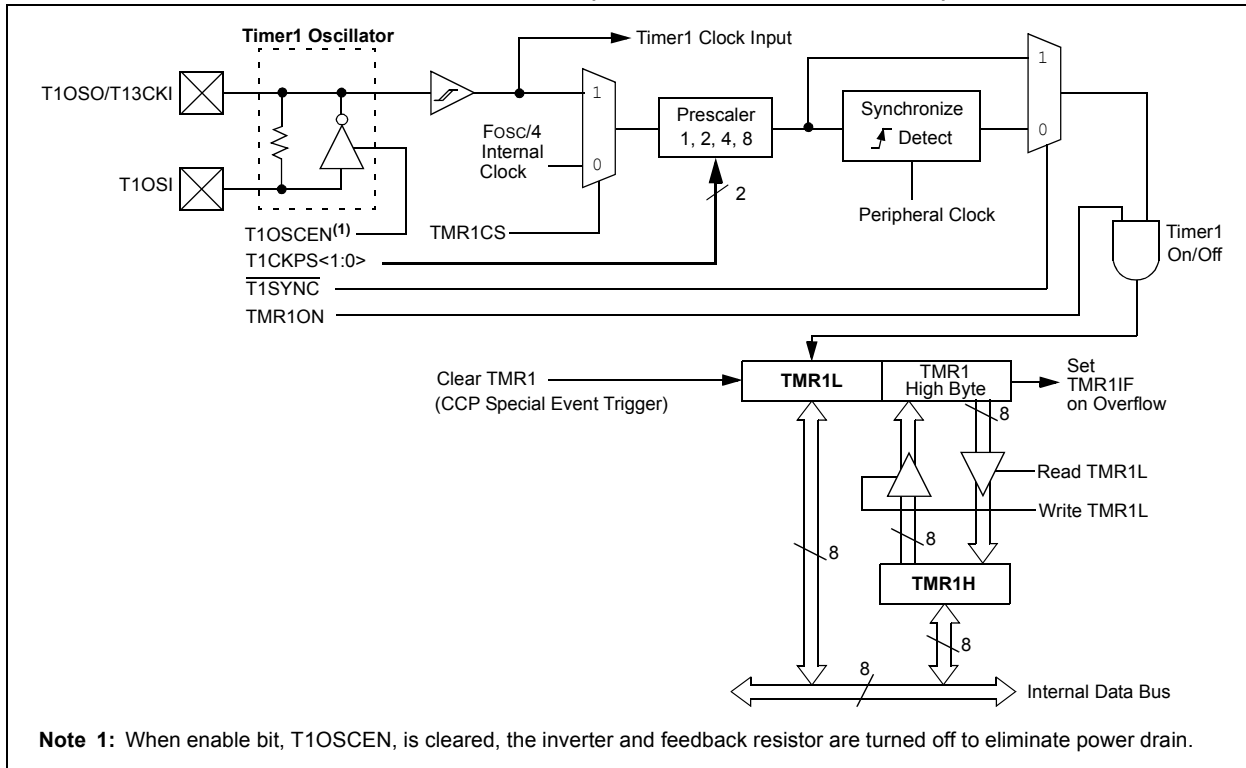 Timer1 Oscillator
Timer1 Clock Input
T1OSO/T13CKI
T1OSI
1
FOSC/4
Internal
Clock
0
Prescaler
1, 2, 4, 8
2
Synchronize
Detect
Peripheral Clock
1
0
T1OSCEN(1)
TMR1CS
T1CKPS<1:0>
T1SYNC
TMR1ON
Timer1
On/Off
Clear TMR1
(CCP Special Event Trigger)
TMR1L
TMR1
High Byte
Set
TMR1IF
on Overflow
8
Read TMR1L
Write TMR1L
8
8
TMR1H
8
8
Internal Data Bus
Note 1: When enable bit, T1OSCEN, is cleared, the inverter and feedback resistor are turned off to eliminate power drain.